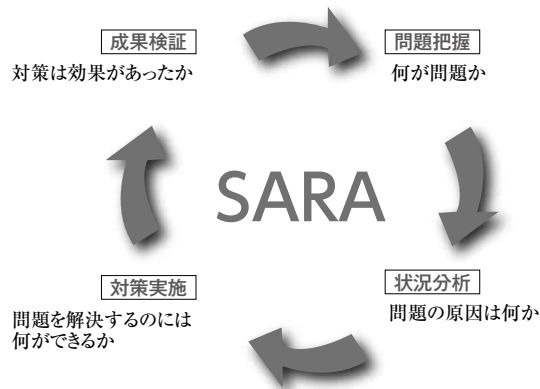 成果検証
対策は効果があったか
問題把握
何が問題か
SARA
対策実施
問題を解決するのには
何ができるか
状況分析
問題の原因は何か